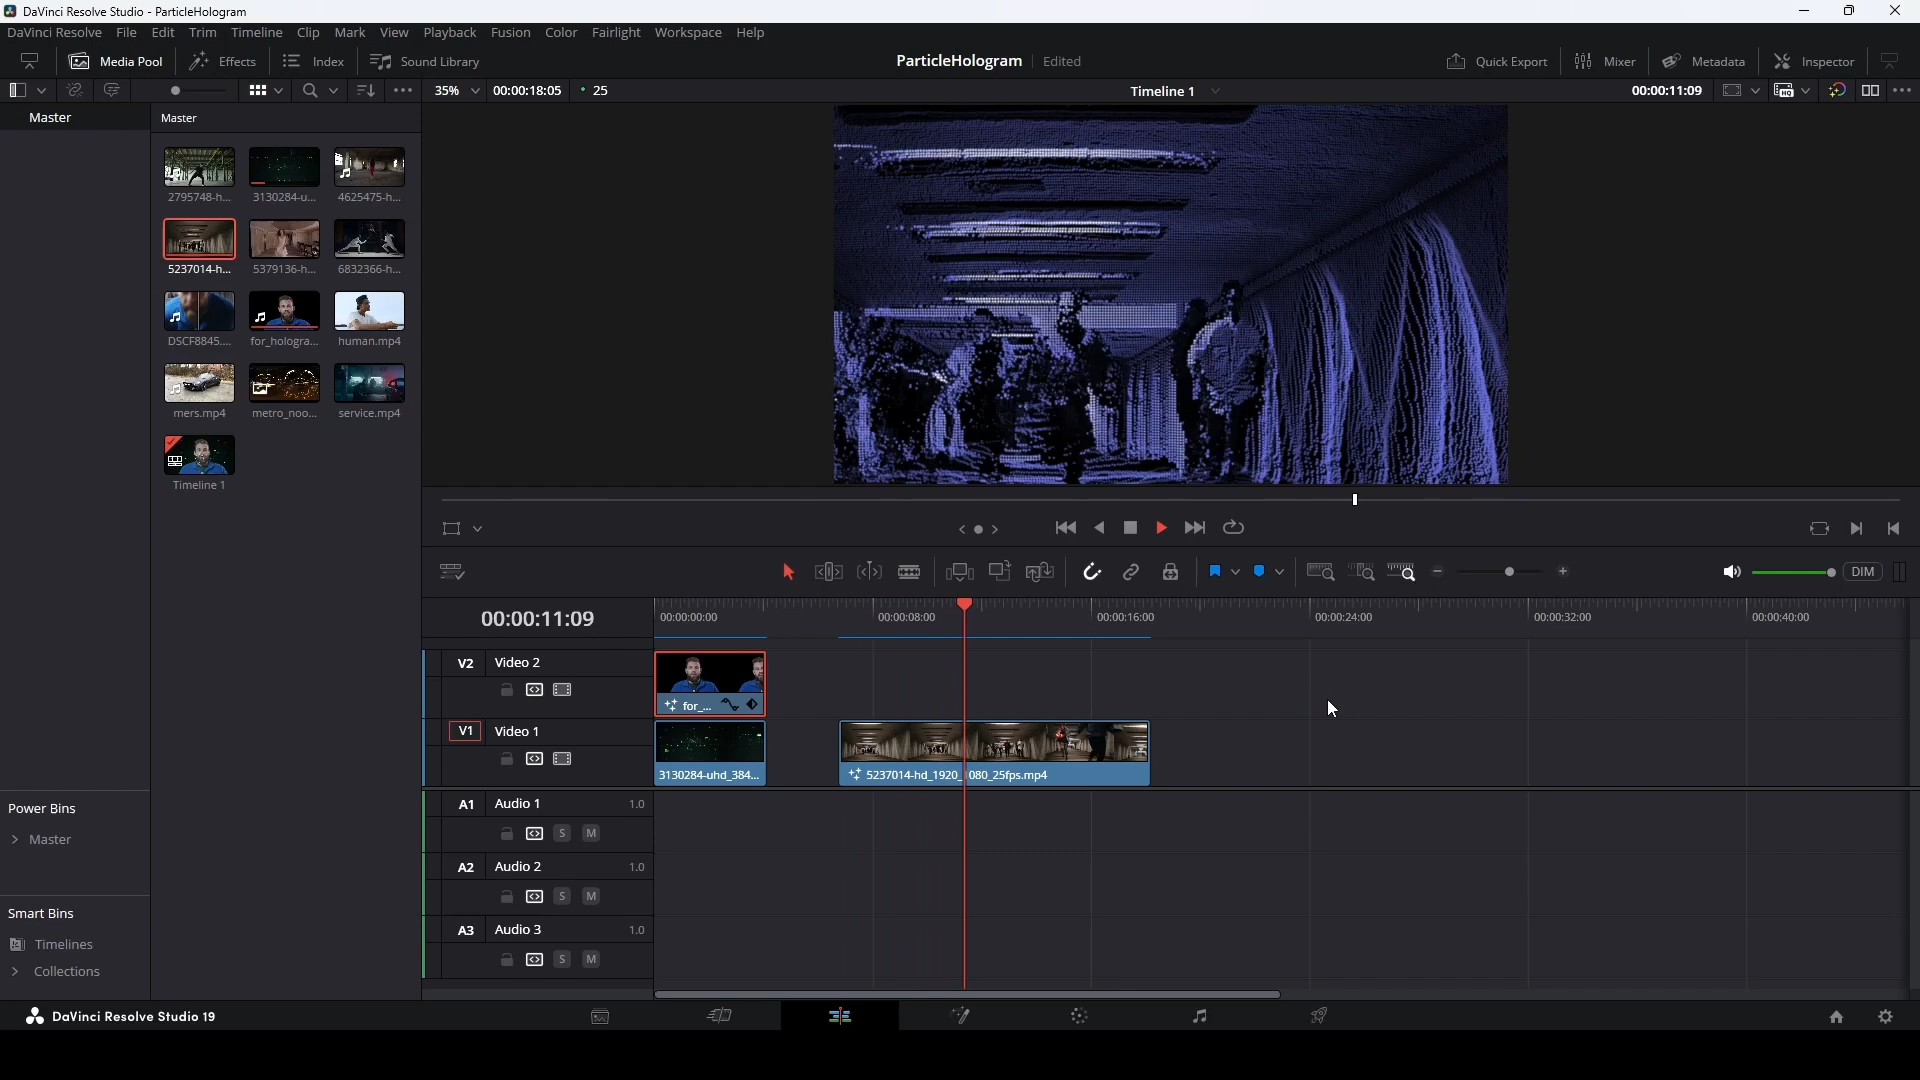 DaVinci Resolve Studio - ParticleHologram
DaVinci Resolve File Edit Trim Timeline Clip Mark View Playback Fusion Color Fairlight Workspace Help
Media Pool Effects Index Sound Library ParticleHologram Edited Quick Export Mixer Metadata Inspector
35% 00:00:18:05 25 Timeline 1 00:00:11:09
Master
Master
2795748-h... 3130284-u... 4625475-h...
5237014-h... 5379136-h... 6832366-h...
DSCF8845.... for_hologra... human.mp4
mers.mp4 metro_noo... service.mp4
Timeline 1
DIM
00:00:11:09 00:00:00:00 00:00:08:00 00:00:16:00 00:00:24:00 00:00:32:00 00:00:40:00
V2 Video 2
for_...
V1 Video 1
3130284-uhd_384... 5237014-hd_1920_1080_25fps.mp4
A1 Audio 1 1.0
S M
A2 Audio 2 1.0
S M
A3 Audio 3 1.0
S M
Power Bins
Master
Smart Bins
Timelines
Collections
DaVinci Resolve Studio 19